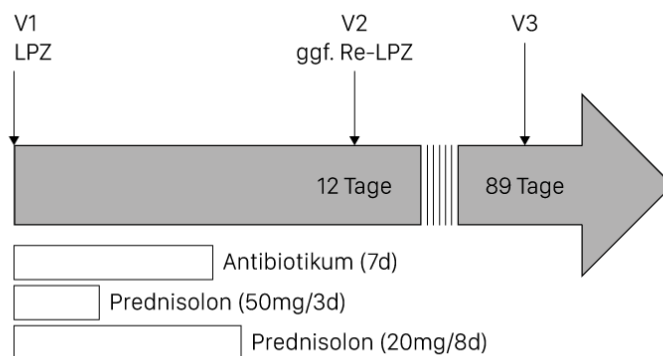 V1
LPZ
V2
ggf. Re-LPZ
V3
12 Tage
89 Tage
Antibiotikum (7d)
Prednisolon (50mg/3d)
Prednisolon (20mg/8d)